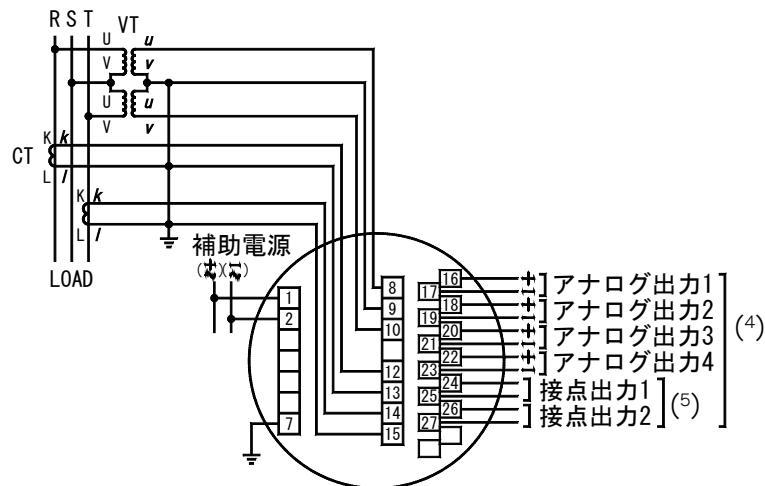 R S T
VT
U u
V v
U u
V v
K k
CT
L l
K k
L l
LOAD
補助電源
1
2
7
8
9
10
12
13
14
15
16
17
18
19
20
21
22
23
24
25
26
27
+
-
アナログ出力1
+
-
アナログ出力2
+
-
アナログ出力3
+
-
アナログ出力4
接点出力1
接点出力2
(4)
(5)